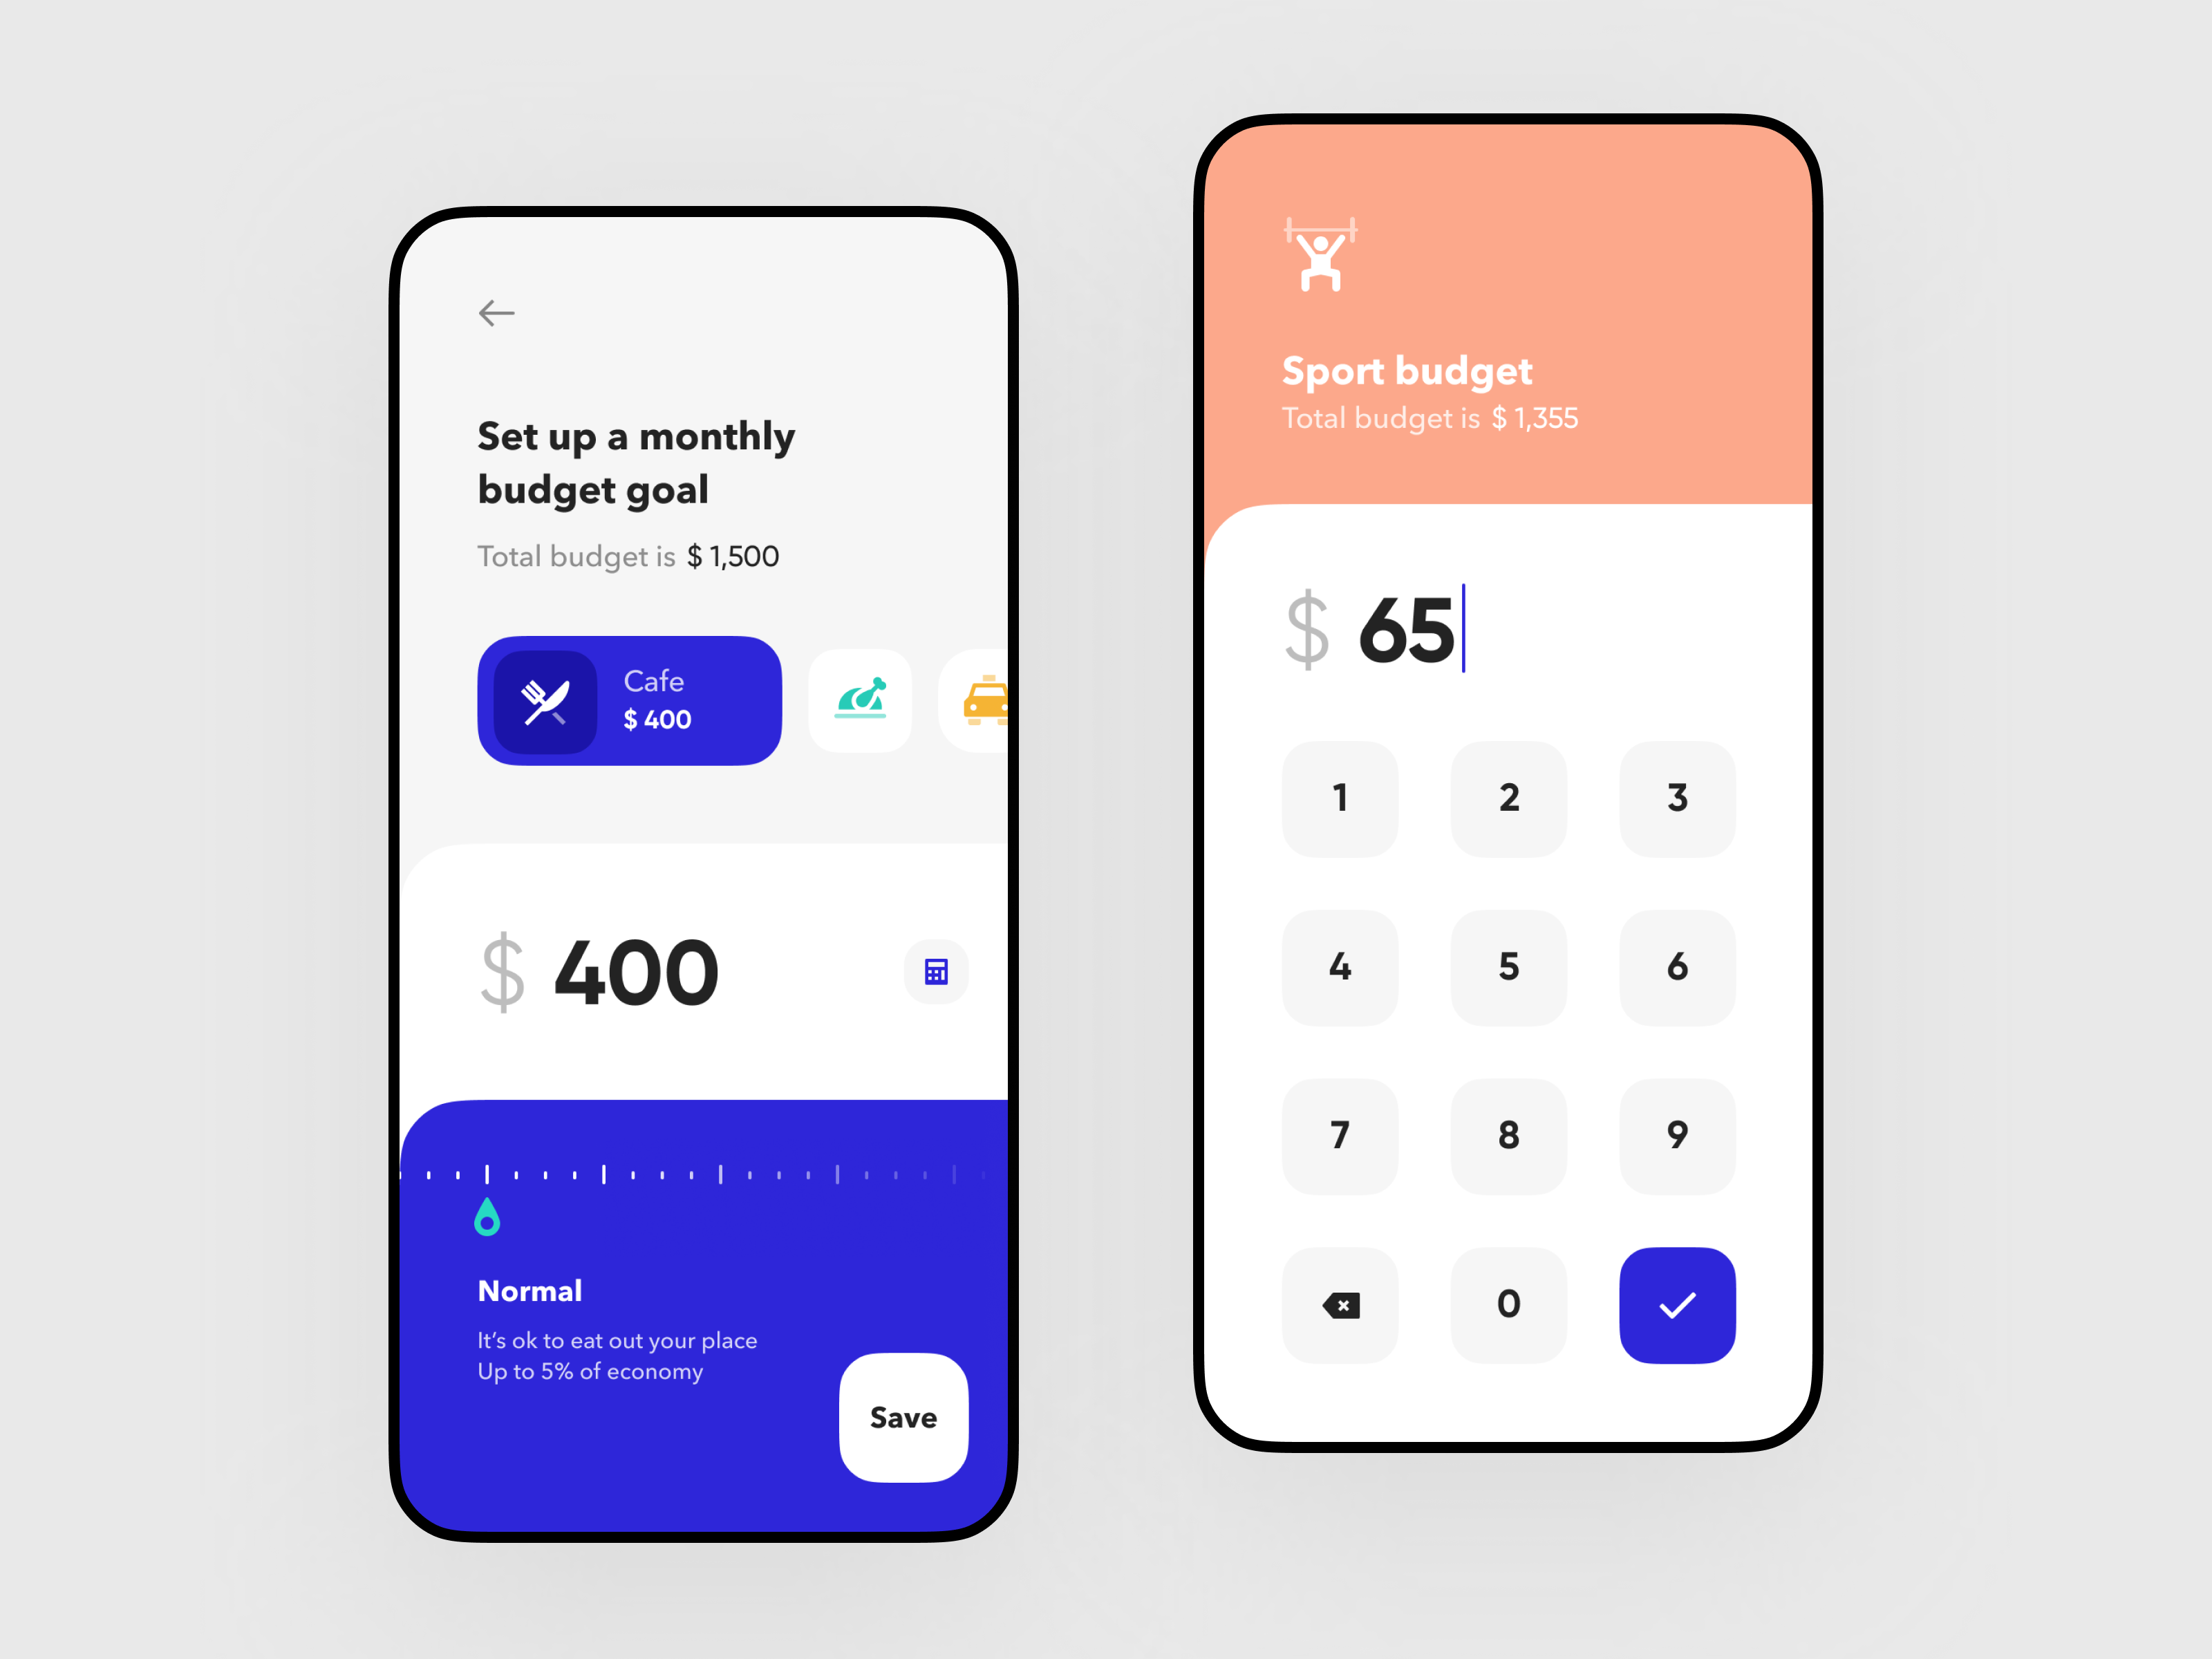 Set up a monthly
budget goal
Total budget is $ 1,500
Cafe
$ 400
$ 400
Normal
It’s ok to eat out your place
Up to 5% of economy
Save
Sport budget
Total budget is $ 1,355
$ 65
1 2 3
4 5 6
7 8 9
0